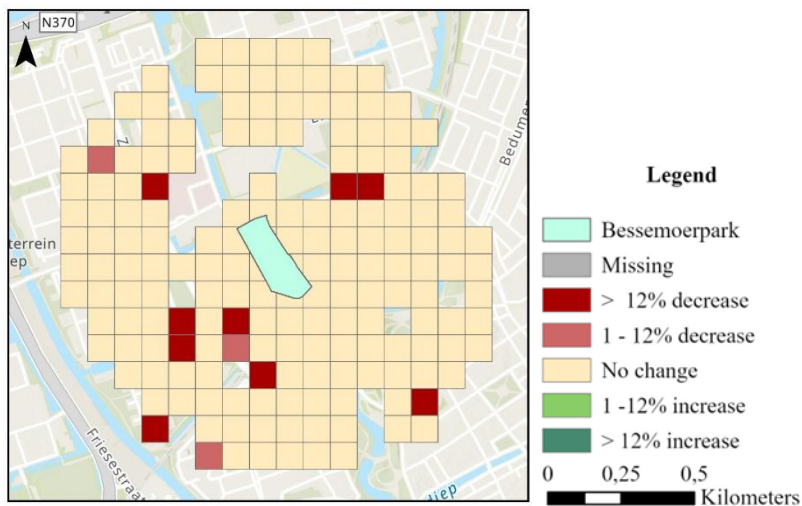 N370
N
Z
Bedumer
terrein
ep
Friesestraat
diep
Legend
Bessemoerpark
Missing
> 12% decrease
1 - 12% decrease
No change
1 -12% increase
> 12% increase
0 0,25 0,5
Kilometers